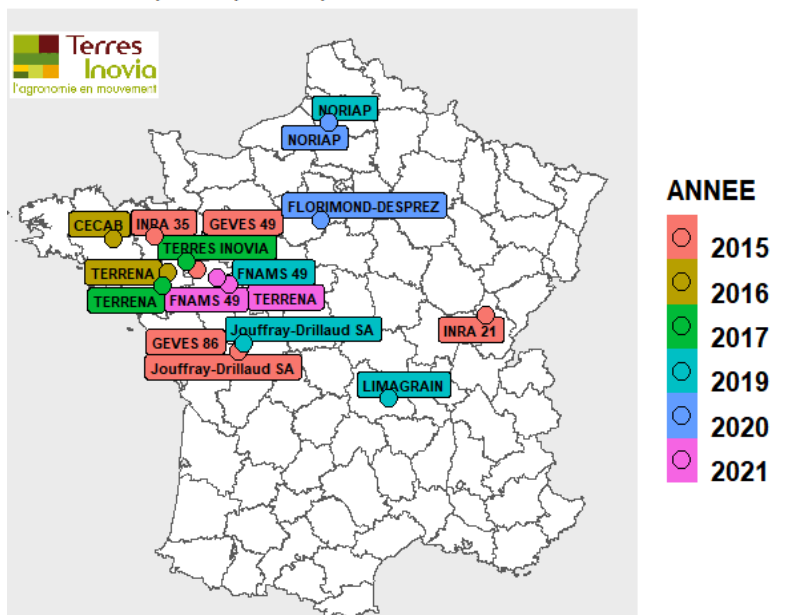 Terres
Inovia
l'agronomie en mouvement
NORIAP
NORIAP
FLORIMOND-DESPREZ
CECAB
INRA 35
GEVES 49
TERRES INOVIA
TERRENA
FNAMS 49
TERRENA
FNAMS 49
TERRENA
Jouffray-Drillaud SA
GEVES 86
INRA 21
Jouffray-Drillaud SA
LIMAGRAIN
ANNEE
2015
2016
2017
2019
2020
2021